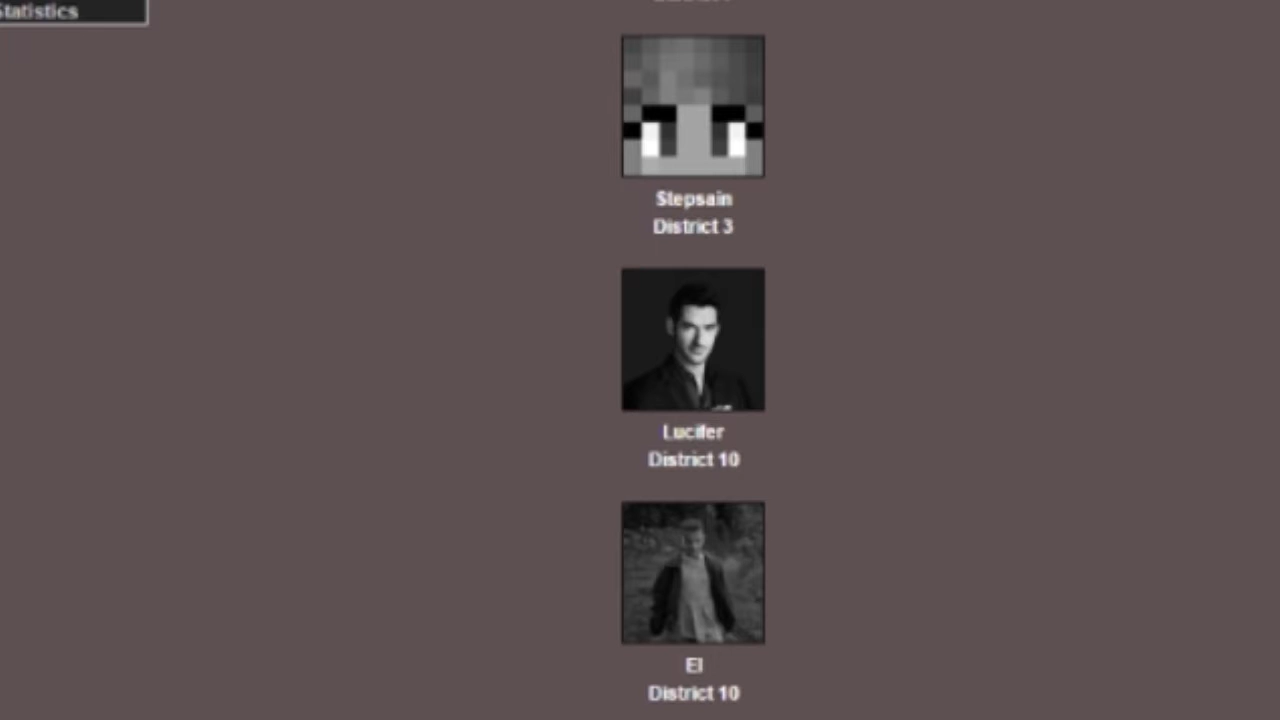 Statistics
Stepsain
District 3
Lucifer
District 10
El
District 10